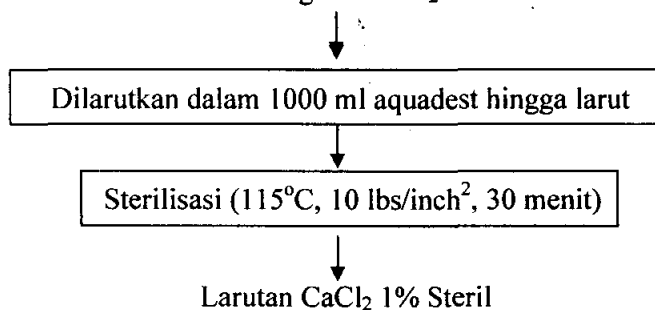 Dilarutkan dalam 1000 ml aquadest hingga larut
Sterilisasi (115°C, 10 lbs/inch², 30 menit)
Larutan CaCl₂ 1% Steril